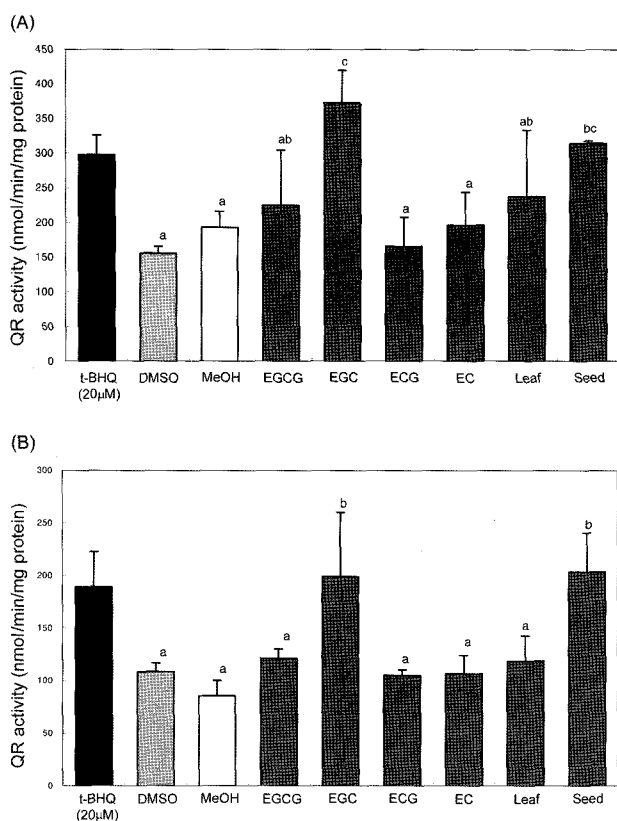 (A)
QR activity (nmol/min/mg protein)
450
400
350
300
250
200
150
100
50
0
a
a
ab
c
a
a
ab
bc
t-BHQ DMSO MeOH EGCG EGC ECG EC Leaf Seed
(20μM)
(B)
QR activity (nmol/min/mg protein)
300
250
200
150
100
50
0
a
a
a
b
a
a
a
b
t-BHQ DMSO MeOH EGCG EGC ECG EC Leaf Seed
(20μM)